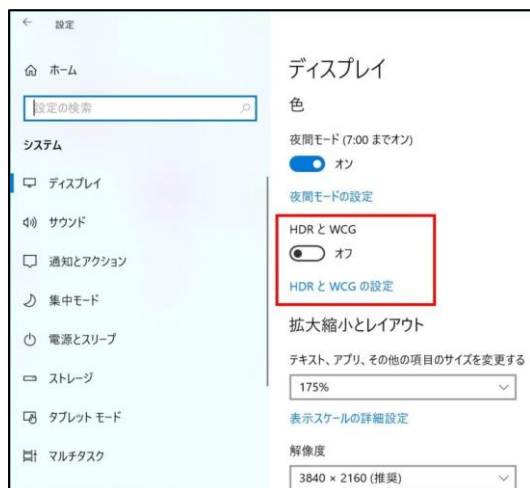 設定
ホーム
設定の検索
システム
ディスプレイ
サウンド
通知とアクション
集中モード
電源とスリープ
ストレージ
タブレット モード
マルチタスク
ディスプレイ
色
夜間モード (7:00 までオン)
オン
夜間モードの設定
HDR と WCG
オフ
HDR と WCG の設定
拡大縮小とレイアウト
テキスト、アプリ、その他の項目のサイズを変更する
175%
表示スケールの詳細設定
解像度
3840 × 2160 (推奨)